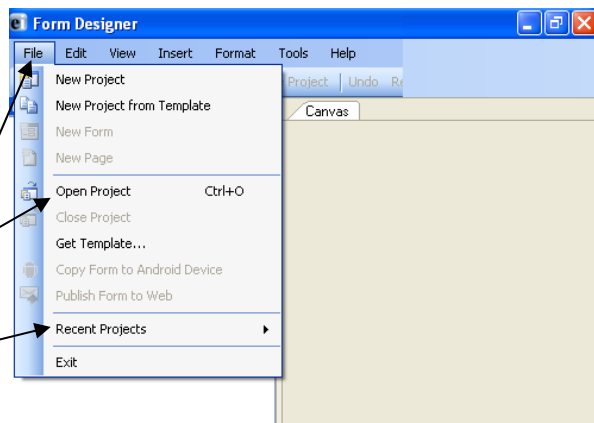 ei Form Designer
File Edit View Insert Format Tools Help
Project Undo
Canvas
New Project
New Project from Template
New Form
New Page
Open Project Ctrl+O
Close Project
Get Template...
Copy Form to Android Device
Publish Form to Web
Recent Projects
Exit